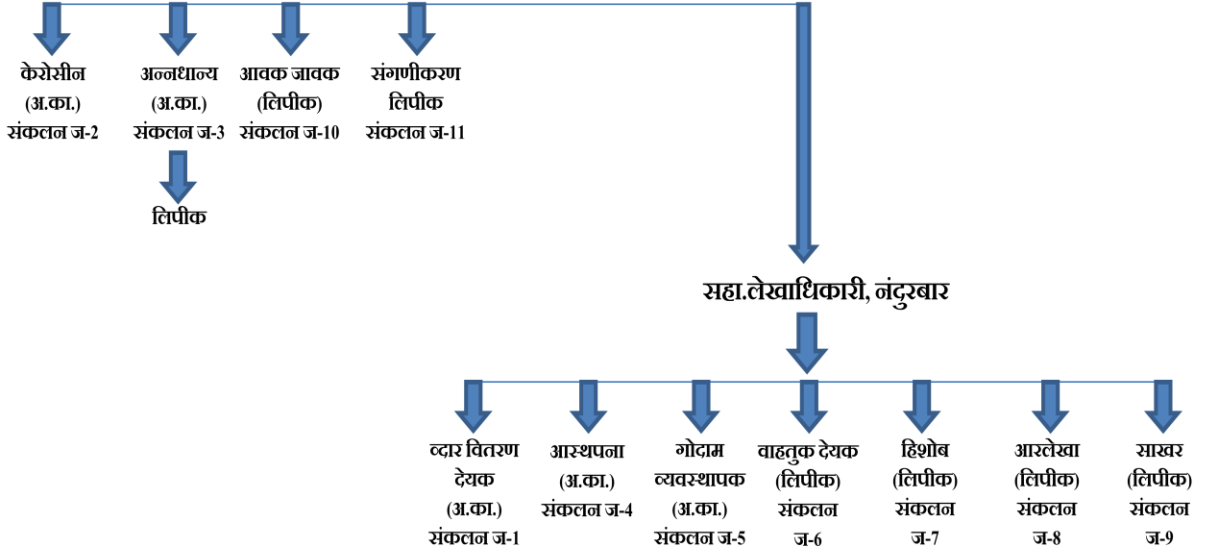 केरोसीन
(अ.का.)
संकलन ज-2
अन्नधान्य
(अ.का.)
संकलन ज-3
लिपीक
आवक जावक
(लिपीक)
संकलन ज-10
संगणीकरण
लिपीक
संकलन ज-11
सहा.लेखाधिकारी, नंदुरबार
व्दार वितरण
देयक
(अ.का.)
संकलन ज-1
आस्थपना
(अ.का.)
संकलन ज-4
गोदाम
व्यवस्थापक
(अ.का.)
संकलन ज-5
वाहतुक देयक
(लिपीक)
संकलन
ज-6
हिशोब
(लिपीक)
संकलन
ज-7
आरलेखा
(लिपीक)
संकलन
ज-8
साखर
(लिपीक)
संकलन
ज-9